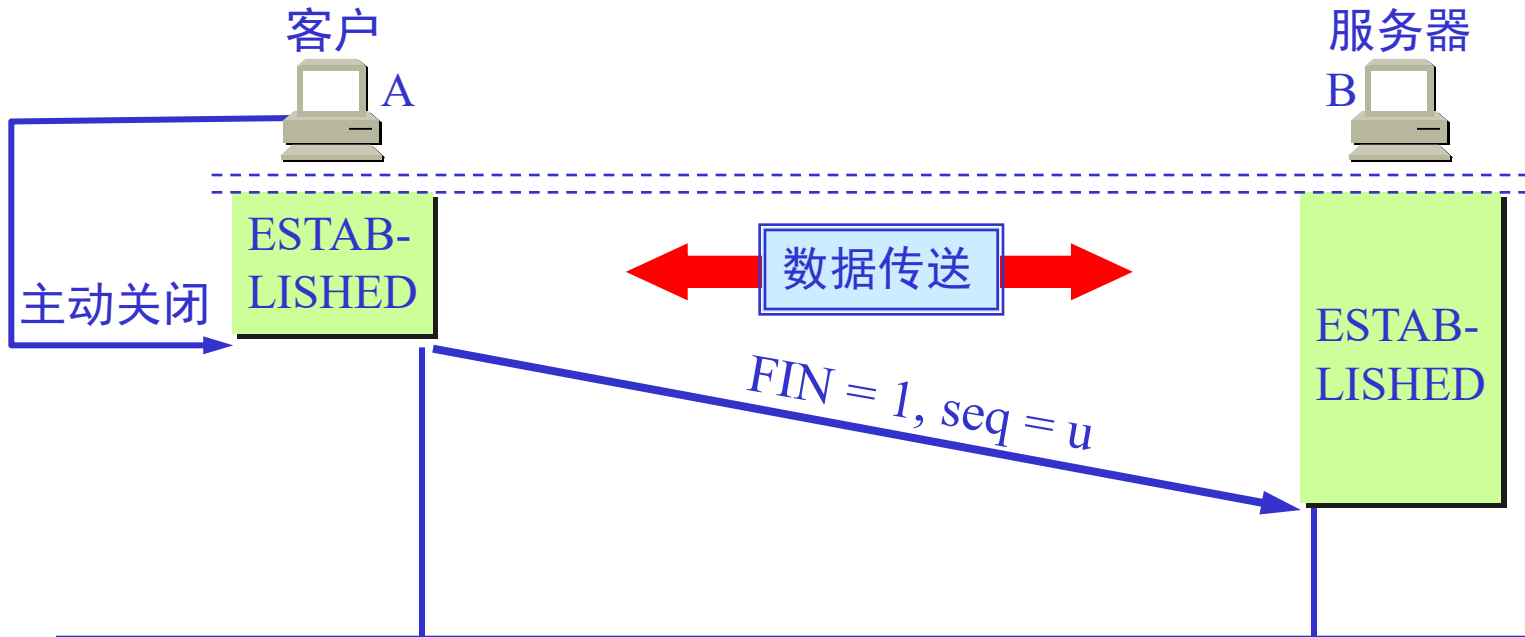 客户
A
服务器
B
ESTAB-
LISHED
数据传送
主动关闭
ESTAB-
LISHED
FIN = 1, seq = u